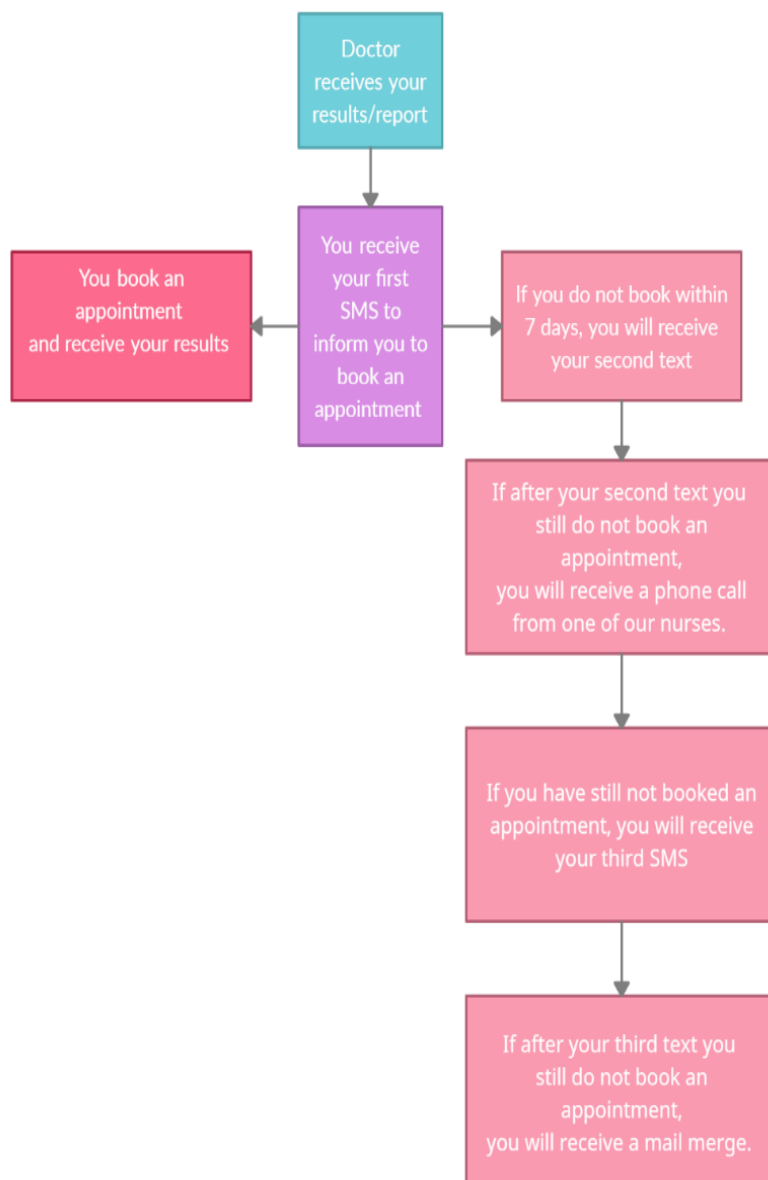 Doctor
receives your
results/report
You receive
your first
SMS to
inform you to
book an
appointment
You book an
appointment
and receive your results
If you do not book within
7 days, you will receive
your second text
If after your second text you
still do not book an
appointment,
you will receive a phone call
from one of our nurses.
If you have still not booked an
appointment, you will receive
your third SMS
If after your third text you
still do not book an
appointment,
you will receive a mail merge.